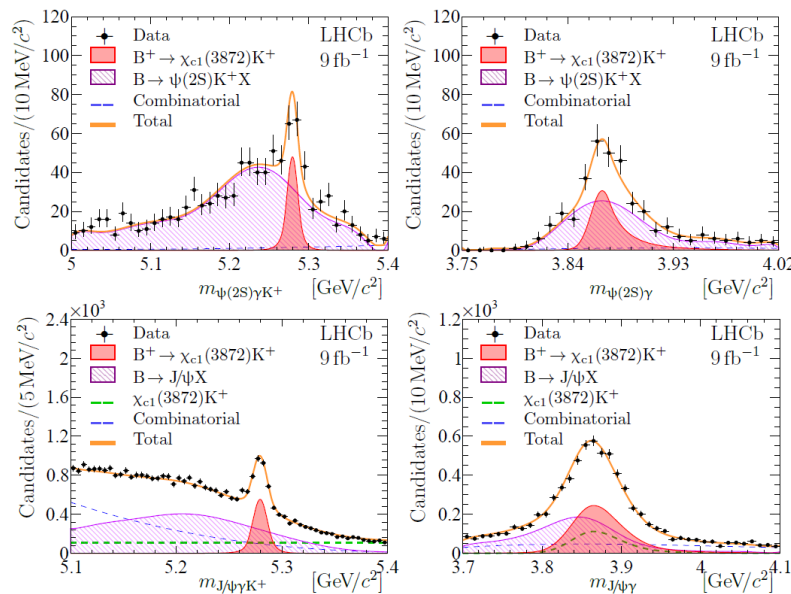 Candidates/(10 MeV/c²)
120
100
80
60
40
20
0
Data
B⁺ → χc1(3872)K⁺
B → ψ(2S)K⁺X
Combinatorial
Total
LHCb
9 fb⁻¹
5 5.1 5.2 5.3 5.4
mψ(2S)γK⁺ [GeV/c²]
Candidates/(10 MeV/c²)
120
100
80
60
40
20
0
Data
B⁺ → χc1(3872)K⁺
B → ψ(2S)K⁺X
Combinatorial
Total
LHCb
9 fb⁻¹
3.75 3.84 3.93 4.02
mψ(2S)γ [GeV/c²]
×10³
Candidates/(5 MeV/c²)
2.4
2.0
1.6
1.2
0.8
0.4
0
Data
B⁺ → χc1(3872)K⁺
B → J/ψX
χc1(3872)K⁺
Combinatorial
Total
LHCb
9 fb⁻¹
5.1 5.2 5.3 5.4
mJ/ψγK⁺ [GeV/c²]
×10³
Candidates/(10 MeV/c²)
1.2
1.0
0.8
0.6
0.4
0.2
0
Data
B⁺ → χc1(3872)K⁺
B → J/ψX
χc1(3872)K⁺
Combinatorial
Total
LHCb
9 fb⁻¹
3.7 3.8 3.9 4 4.1
mJ/ψγ [GeV/c²]